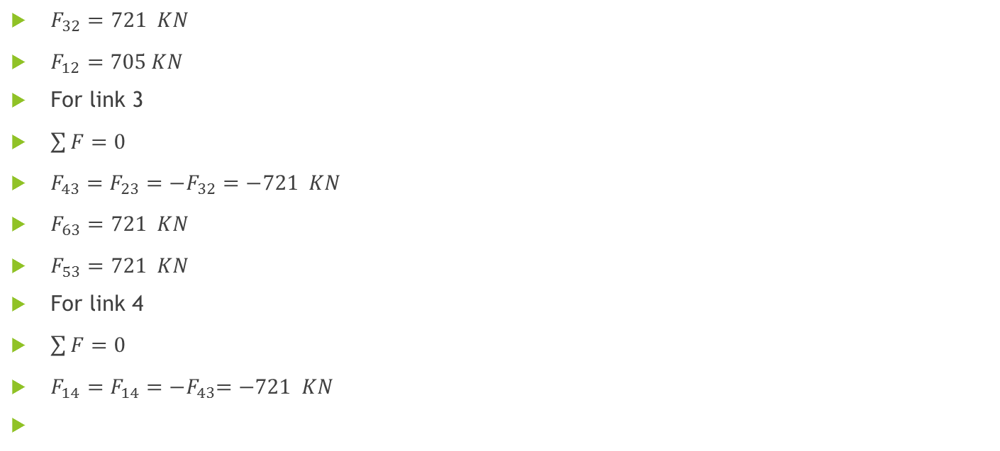 F₃₂ = 721 KN
F₁₂ = 705 KN
For link 3
∑ F = 0
F₄₃ = F₂₃ = −F₃₂ = −721 KN
F₆₃ = 721 KN
F₅₃ = 721 KN
For link 4
∑ F = 0
F₁₄ = F₁₄ = −F₄₃= −721 KN